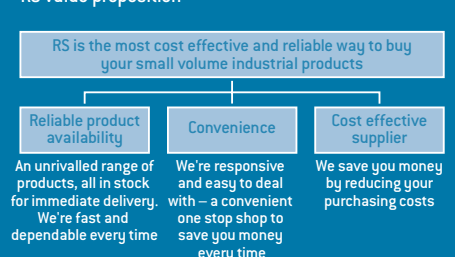 RS value proposition
RS is the most cost effective and reliable way to buy
your small volume industrial products
Reliable product
availability
An unrivalled range of
products, all in stock
for immediate delivery.
We're fast and
dependable every time
Convenience
We're responsive
and easy to deal
with – a convenient
one stop shop to
save you money
every time
Cost effective
supplier
We save you money
by reducing your
purchasing costs